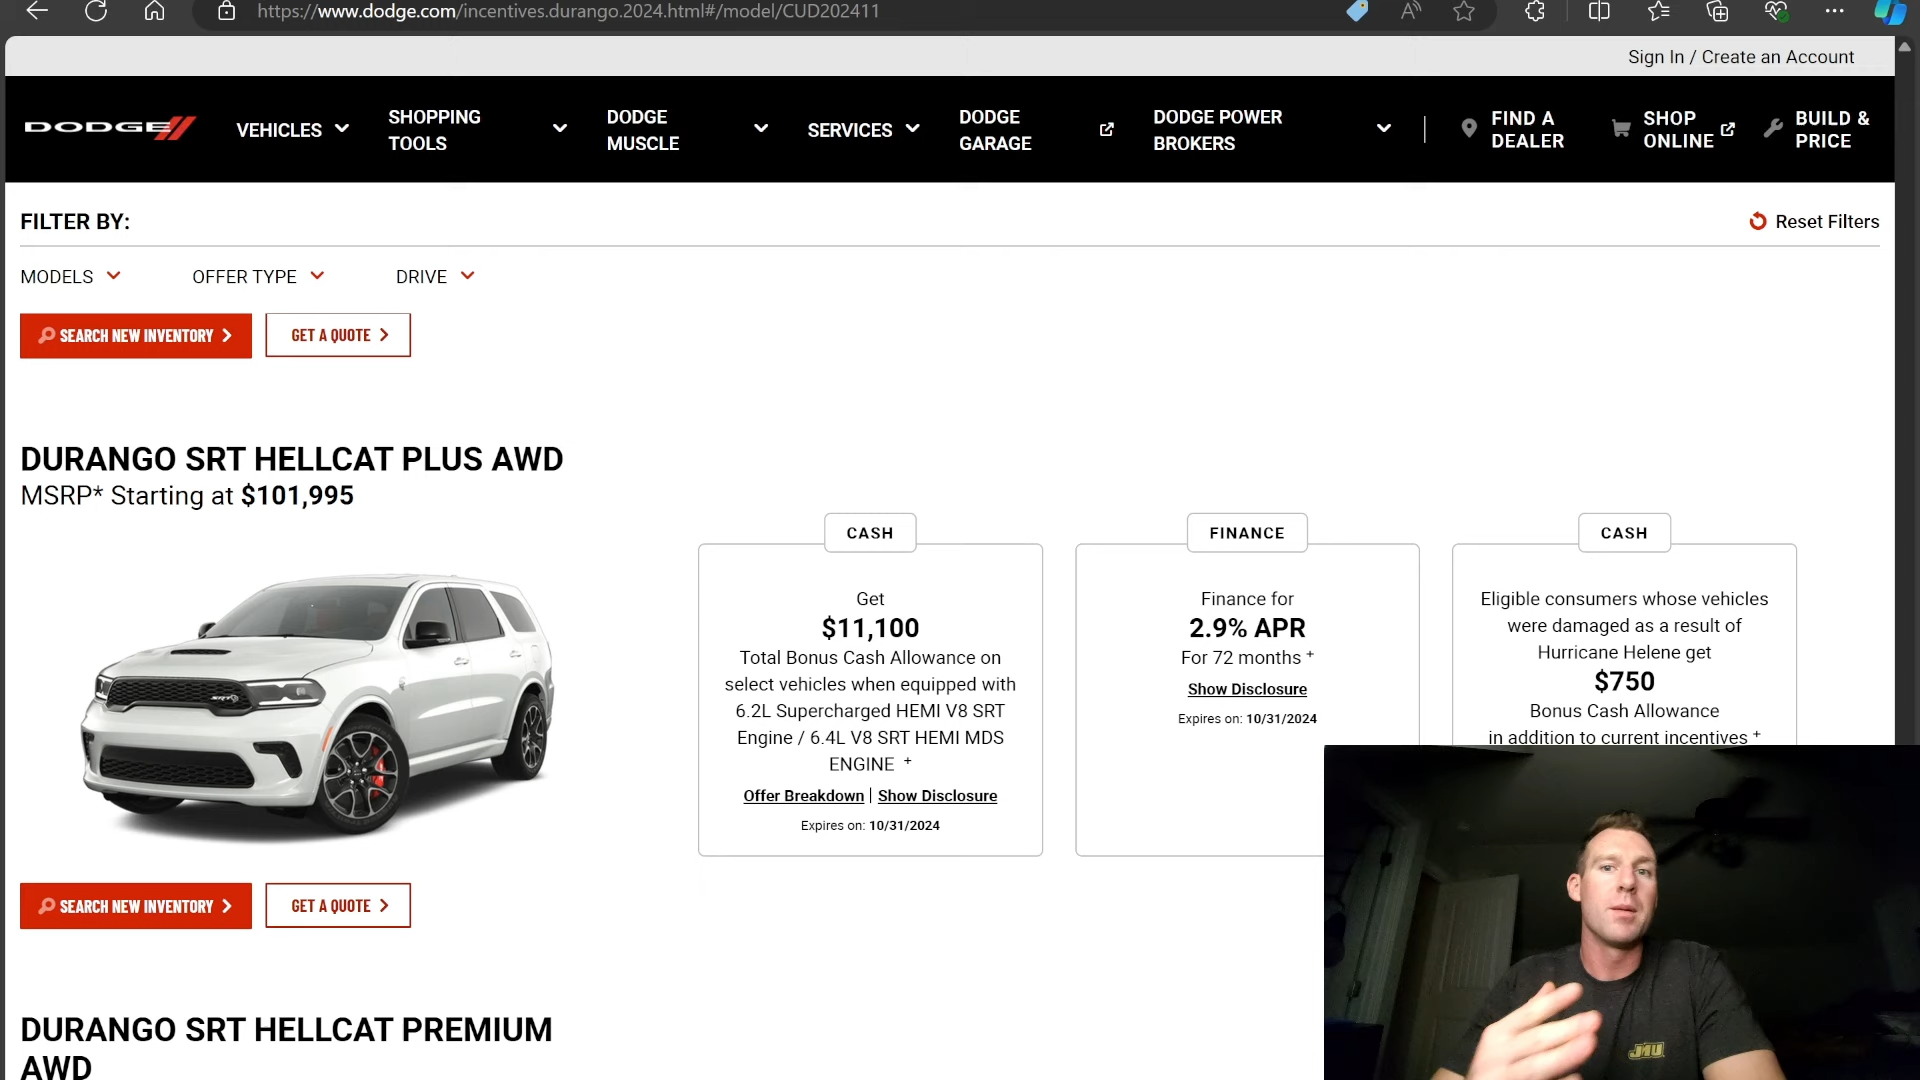 https://www.dodge.com/incentives.durango.2024.html#/model/CUD202411
Sign In / Create an Account
DODGE
VEHICLES
SHOPPING TOOLS
DODGE MUSCLE
SERVICES
DODGE GARAGE
DODGE POWER BROKERS
FIND A DEALER
SHOP ONLINE
BUILD & PRICE
FILTER BY:
Reset Filters
MODELS
OFFER TYPE
DRIVE
SEARCH NEW INVENTORY
GET A QUOTE
DURANGO SRT HELLCAT PLUS AWD
MSRP* Starting at $101,995
CASH
Get
$11,100
Total Bonus Cash Allowance on
select vehicles when equipped with
6.2L Supercharged HEMI V8 SRT
Engine / 6.4L V8 SRT HEMI MDS
ENGINE +
Offer Breakdown | Show Disclosure
Expires on: 10/31/2024
FINANCE
Finance for
2.9% APR
For 72 months +
Show Disclosure
Expires on: 10/31/2024
CASH
Eligible consumers whose vehicles
were damaged as a result of
Hurricane Helene get
$750
Bonus Cash Allowance
in addition to current incentives +
SEARCH NEW INVENTORY
GET A QUOTE
DURANGO SRT HELLCAT PREMIUM
AWD
JMU